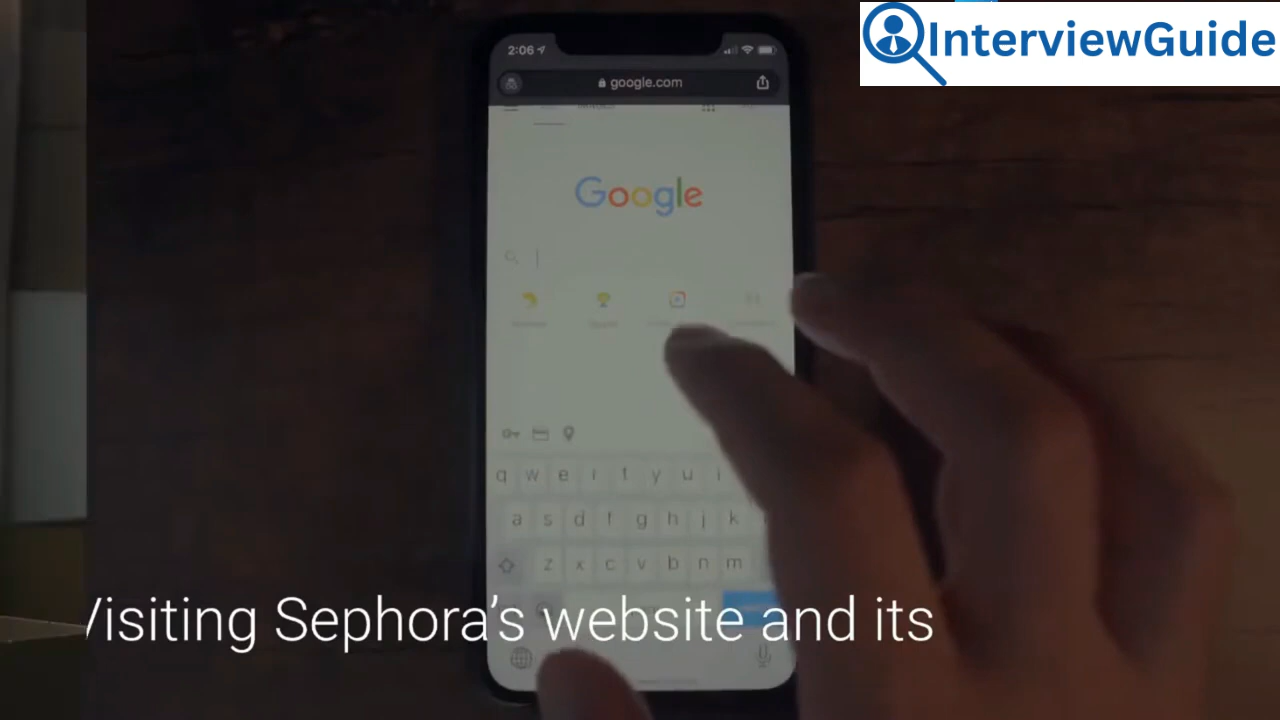 InterviewGuide
2:06
google.com
Google
q w e r t y u i
a s d f g h j k
z x c v b n m
Visiting Sephora's website and its